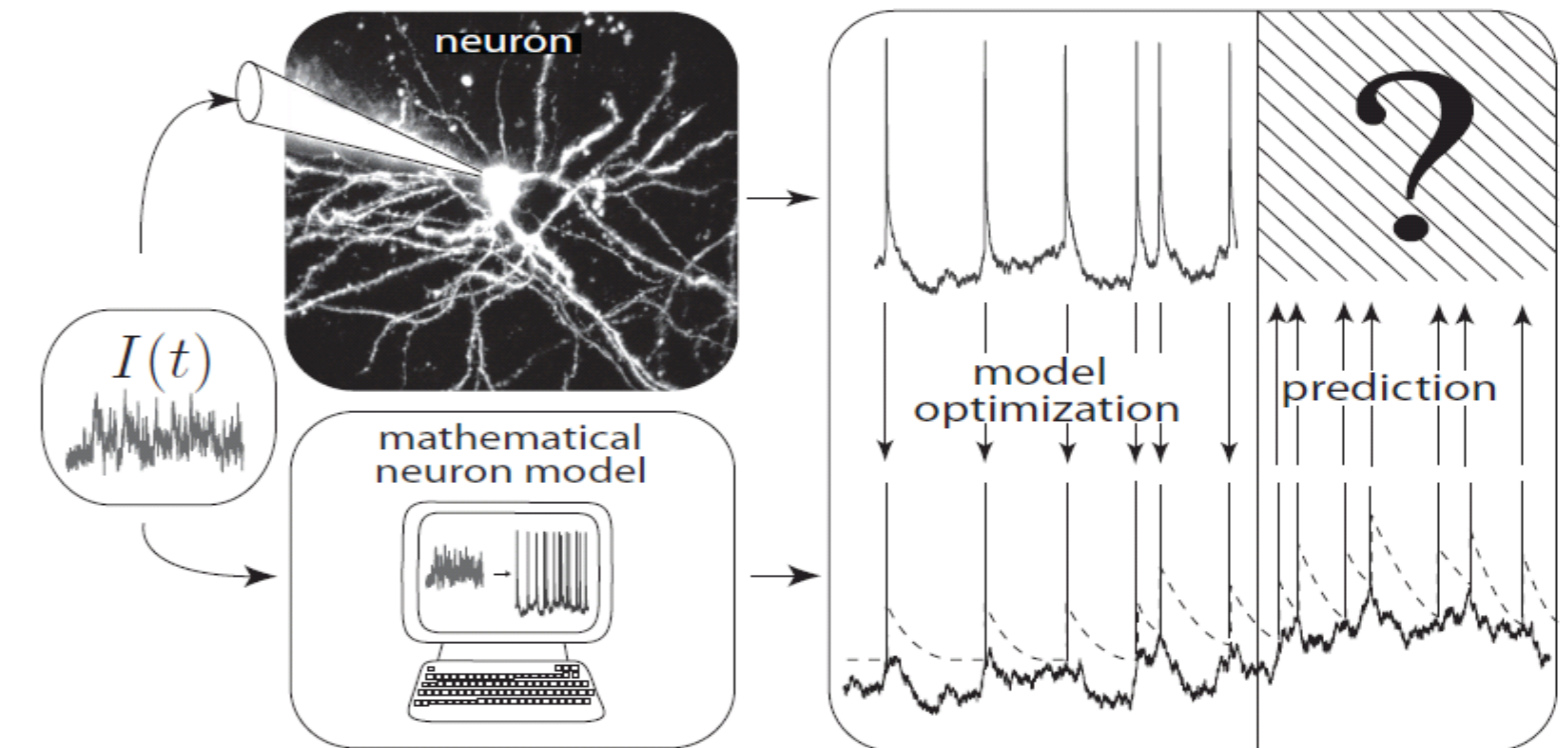 neuron
I(t)
mathematical
neuron model
model
optimization
prediction
?